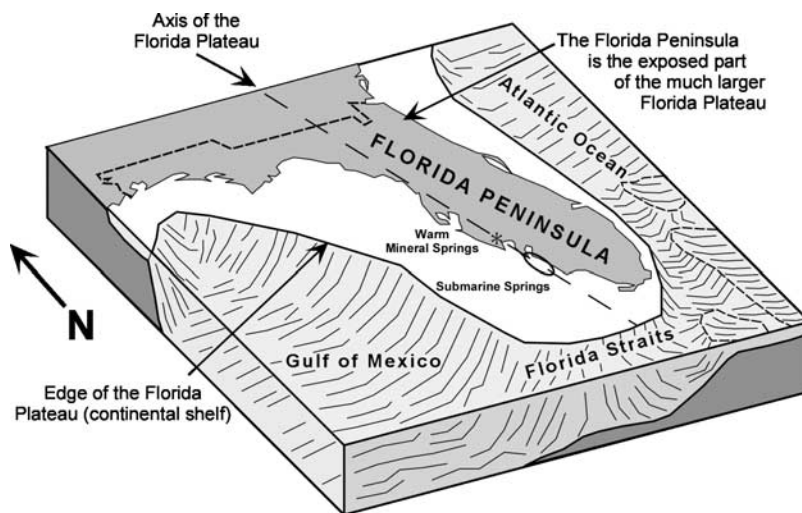 Axis of the
Florida Plateau
The Florida Peninsula
is the exposed part
of the much larger
Florida Plateau
Atlantic Ocean
FLORIDA PENINSULA
Warm
Mineral Springs
*
Submarine Springs
N
Gulf of Mexico
Florida Straits
Edge of the Florida
Plateau (continental shelf)